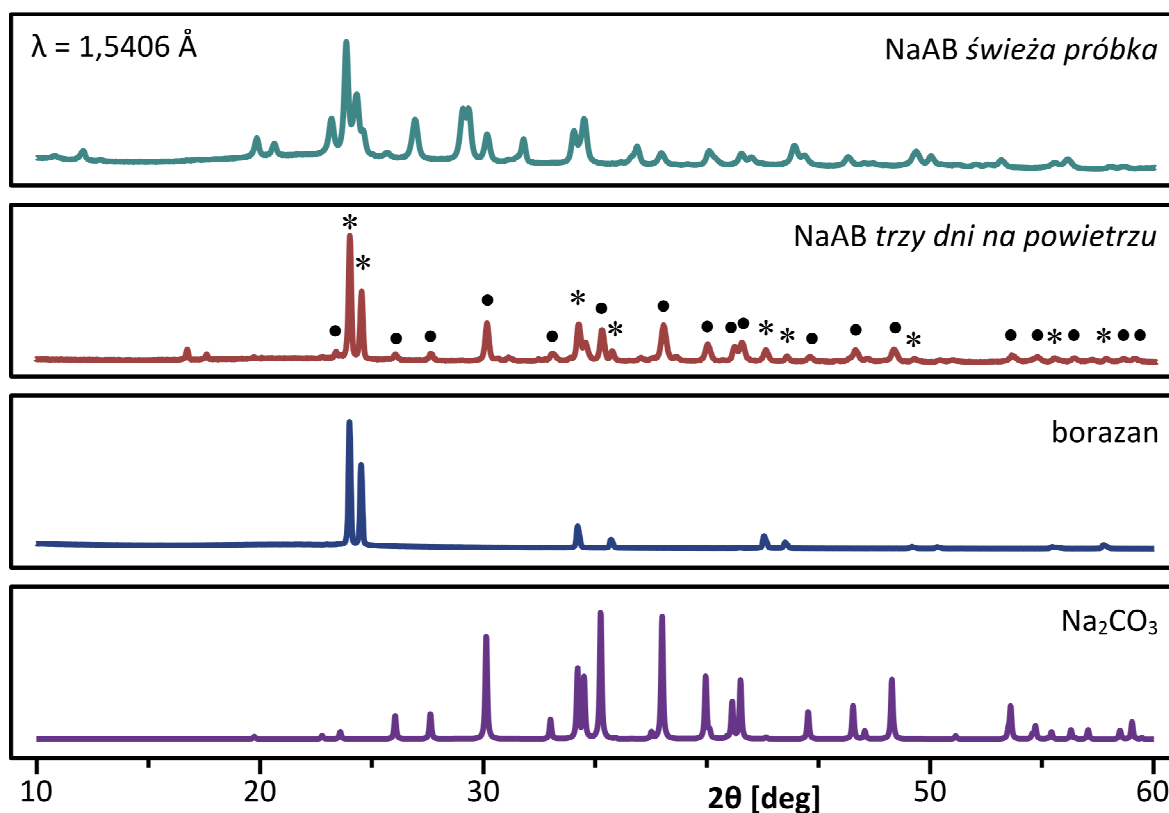 λ = 1,5406 Å
NaAB świeża próbka
NaAB trzy dni na powietrzu
* * * * * * * * *
borazan
Na₂CO₃
10 20 30 2θ [deg] 50 60